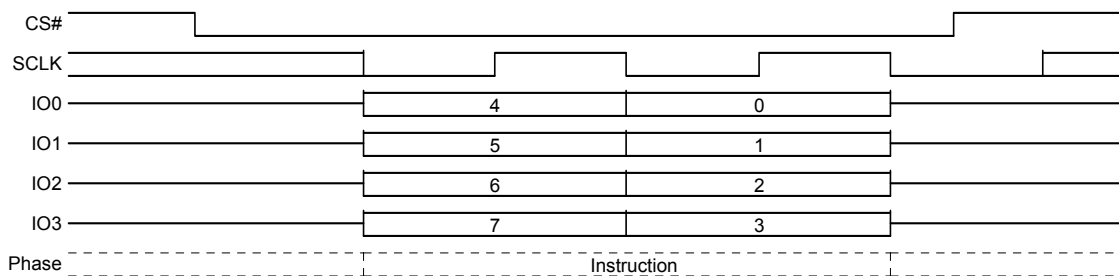 CS#
SCLK
IO0 4 0
IO1 5 1
IO2 6 2
IO3 7 3
Phase Instruction